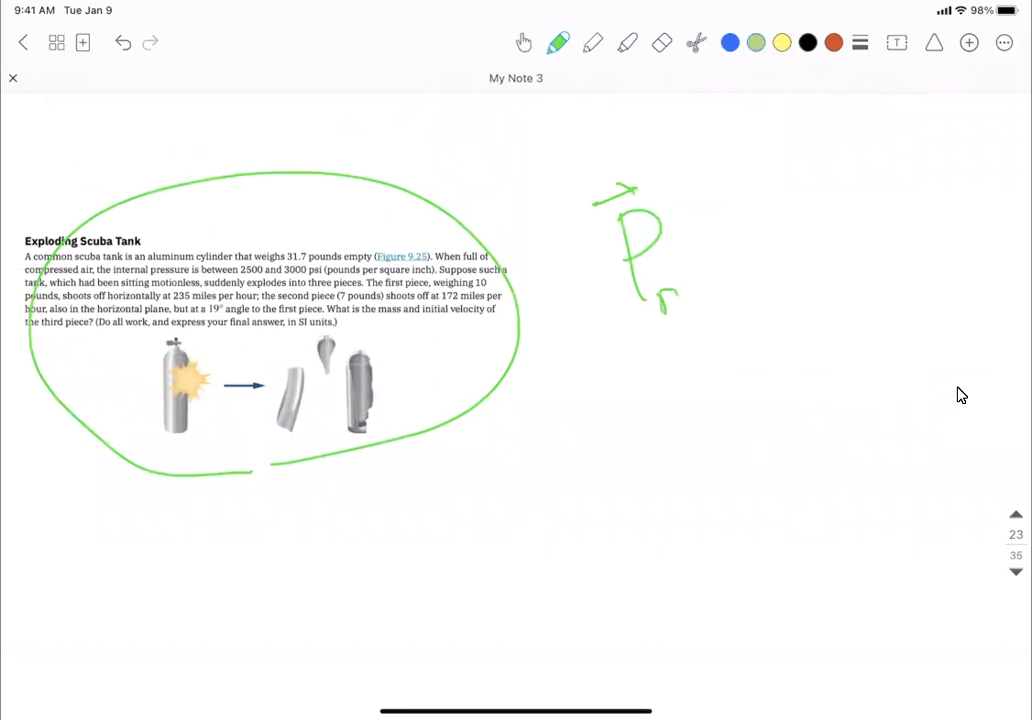 9:41 AM Tue Jan 9
98%
My Note 3
Exploding Scuba Tank
A common scuba tank is an aluminum cylinder that weighs 31.7 pounds empty (Figure 9.25). When full of
compressed air, the internal pressure is between 2500 and 3000 psi (pounds per square inch). Suppose such a
tank, which had been sitting motionless, suddenly explodes into three pieces. The first piece, weighing 10
pounds, shoots off horizontally at 235 miles per hour; the second piece (7 pounds) shoots off at 172 miles per
hour, also in the horizontal plane, but at a 19° angle to the first piece. What is the mass and initial velocity of
the third piece? (Do all work, and express your final answer, in SI units.)
P
23
35